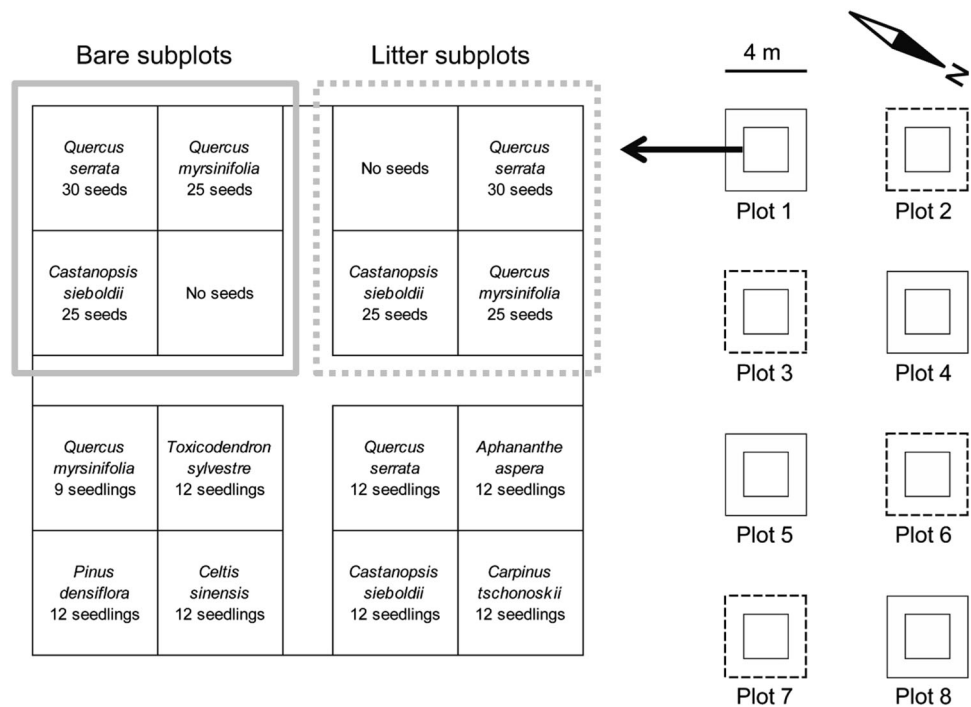 Bare subplots
Litter subplots
4 m
N
Quercus
serrata
30 seeds
Quercus
myrsinifolia
25 seeds
No seeds
Quercus
serrata
30 seeds
Castanopsis
sieboldii
25 seeds
No seeds
Castanopsis
sieboldii
25 seeds
Quercus
myrsinifolia
25 seeds
Quercus
myrsinifolia
9 seedlings
Toxicodendron
sylvestre
12 seedlings
Quercus
serrata
12 seedlings
Aphananthe
aspera
12 seedlings
Pinus
densiflora
12 seedlings
Celtis
sinensis
12 seedlings
Castanopsis
sieboldii
12 seedlings
Carpinus
tschonoskii
12 seedlings
Plot 1
Plot 2
Plot 3
Plot 4
Plot 5
Plot 6
Plot 7
Plot 8